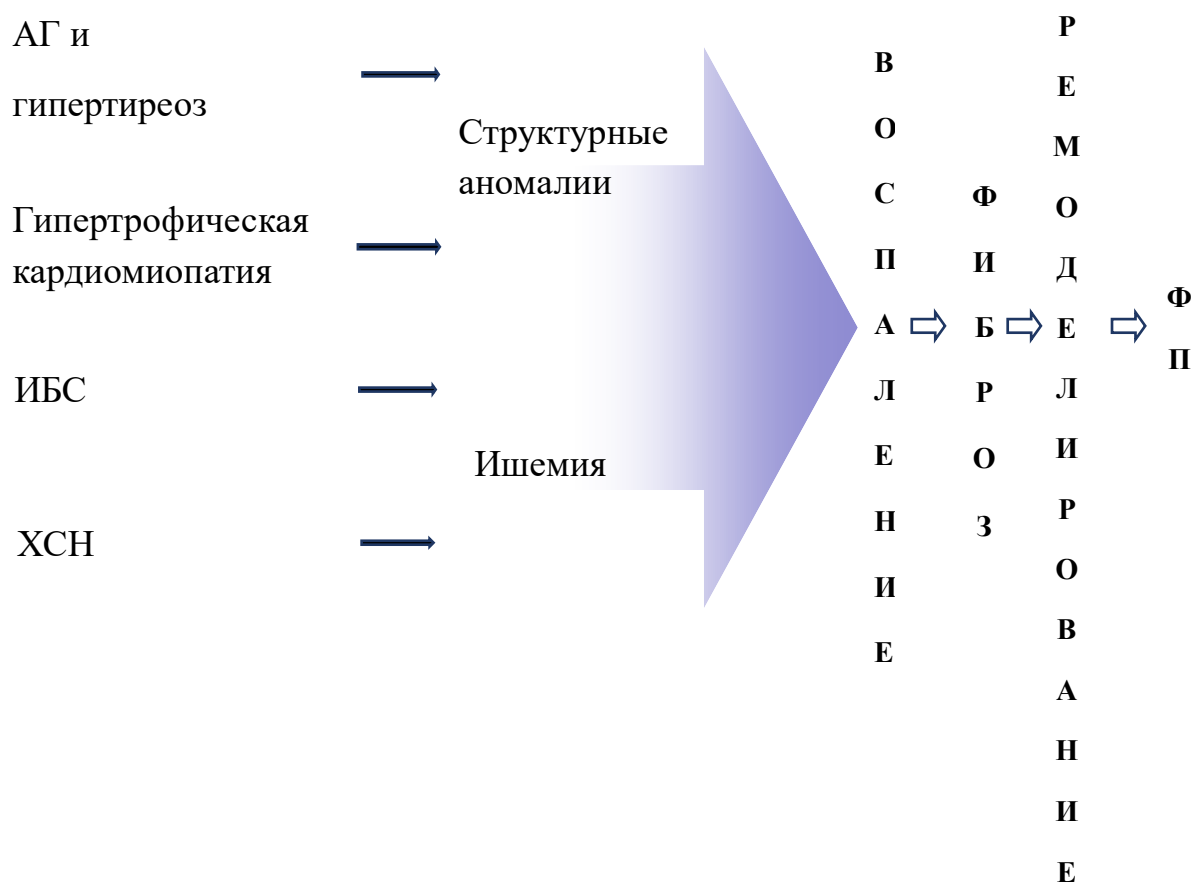 АГ и
гипертиреоз
Гипертрофическая
кардиомиопатия
ИБС
ХСН
Структурные
аномалии
Ишемия
ВОСПАЛЕНИЕ
ФИБРОЗ
РЕМОДЕЛИРОВАНИЕ
ФП